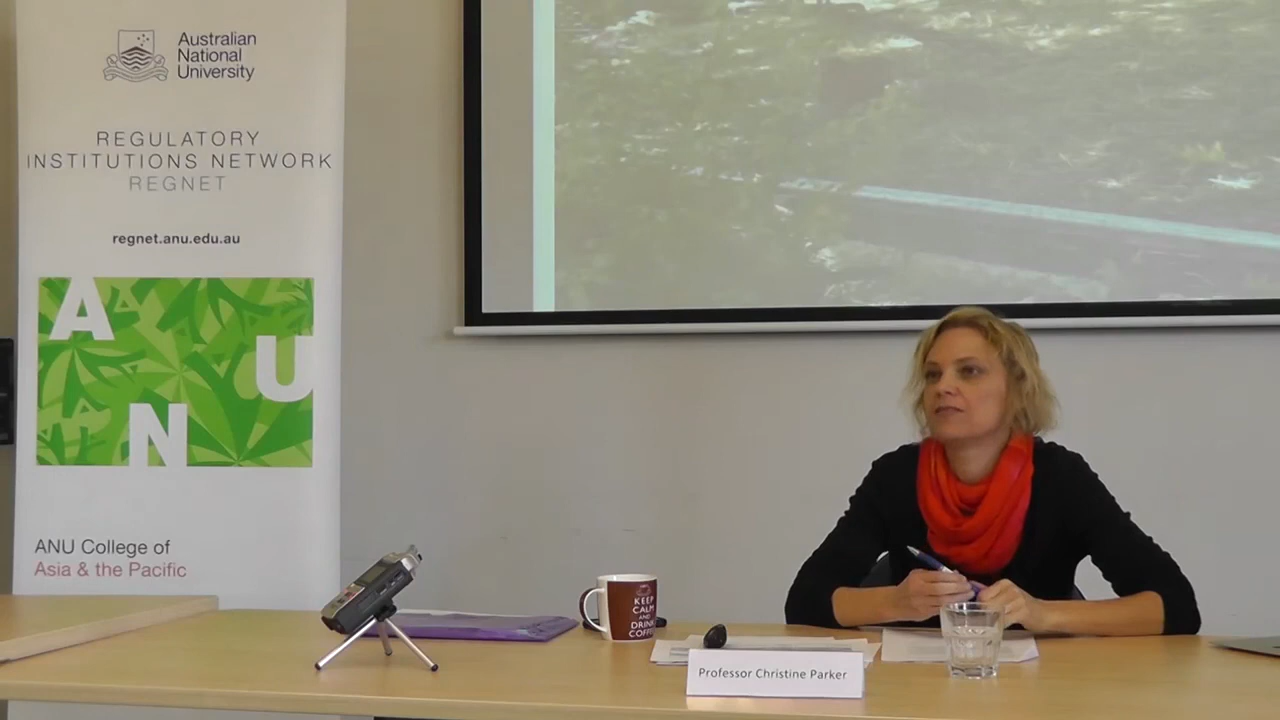 Australian
National
University
REGULATORY
INSTITUTIONS NETWORK
REGNET
regnet.anu.edu.au
A
U
N
ANU College of
Asia & the Pacific
KEEP
CALM
AND
DRINK
COFFEE
Professor Christine Parker